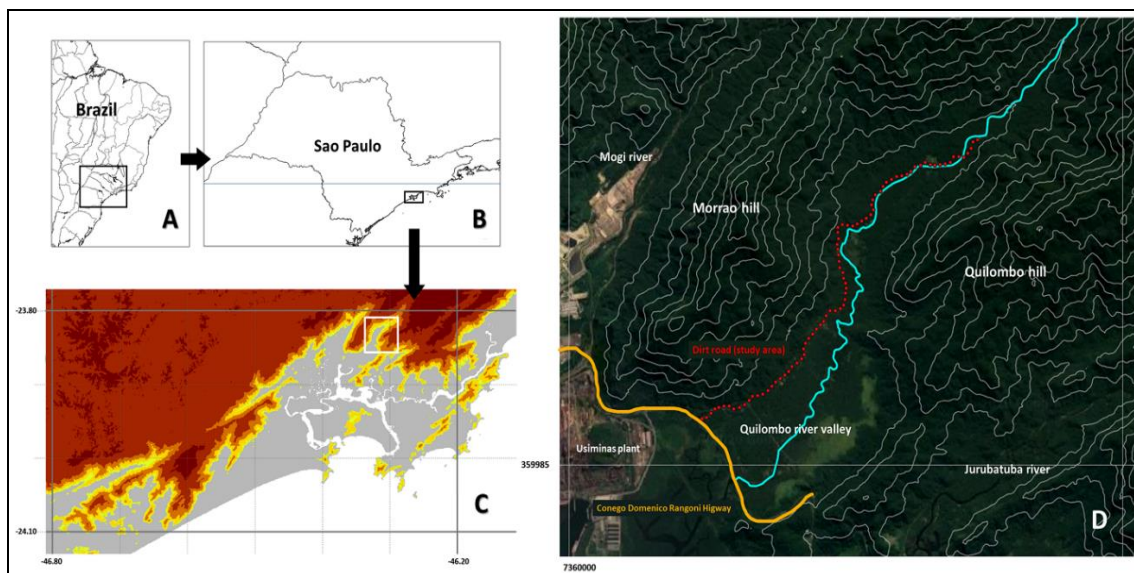 Brazil
A
Sao Paulo
B
-23.80
-24.10
-46.80
-46.20
C
Mogi river
Morrao hill
Quilombo hill
Dirt road (study area)
Quilombo river valley
Usiminas plant
359985
Jurubatuba river
Conego Domenico Rangoni Higway
D
7360000